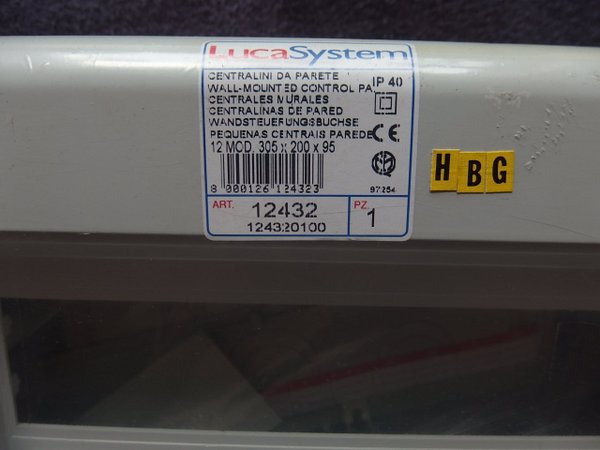 LucaSystem
CENTRALINI DA PARETE
WALL-MOUNTED CONTROL PA
IP 40
CENTRALES MURALES
CENTRALINAS DE PARED
WANDSTEUERUNGSBUCHSE
PEQUENAS CENTRAIS PAREDE
CE
12 MOD. 305 x 200 x 95
8 000126 124323
97254
ART.
12432
124320100
PZ.
1
H B G